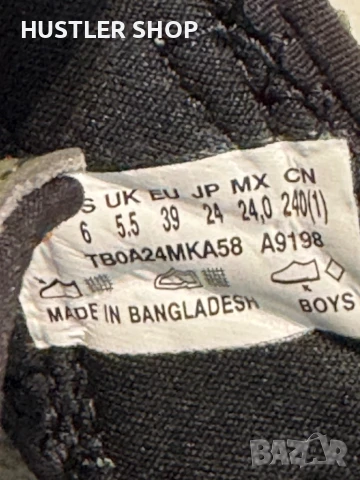 HUSTLER SHOP
S UK EU JP MX CN
6 5.5 39 24 24,0 240(1)
TB0A24MKA58 A9198
MADE IN BANGLADESH BOYS
BAZAR